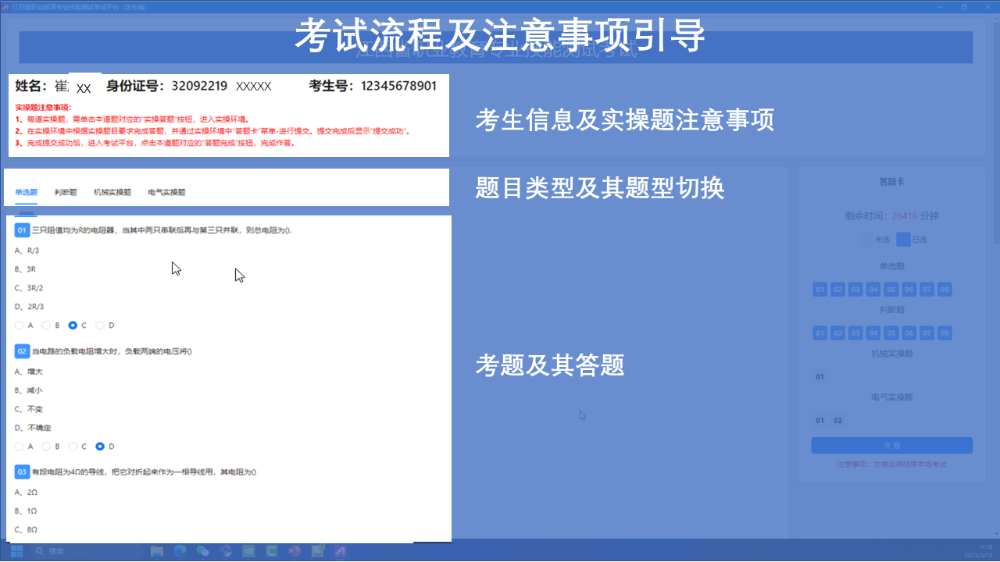 江西省职业教育专业技能测试考试平台（学生端）
考试流程及注意事项引导
江西省职业教育专业技能测试考试
姓名：崔 XX 身份证号：32092219 XXXXX 考生号：12345678901
实操题注意事项：
1、每道实操题，需单击本道题对应的"实操答题"按钮，进入实操环境。
2、在实操环境中根据实操题目要求完成答题，并通过实操环境中"答题卡"菜单-进行提交。提交完成后显示"提交成功"。
3、完成提交成功后，进入考试平台，点击本道题对应的"答题完成"按钮，完成作答。
考生信息及实操题注意事项
单选题 判断题 机械实操题 电气实操题
题目类型及其题型切换
01 三只阻值均为R的电阻器，当其中两只串联后再与第三只并联，则总电阻为().
A、R/3
B、3R
C、3R/2
D、2R/3
A B C D
02 当电路的负载电阻增大时，负载两端的电压将()
A、增大
B、减小
C、不变
D、不确定
A B C D
03 有段电阻为4Ω的导线，把它对折起来作为一根导线用，其电阻为()
A、2Ω
B、1Ω
C、8Ω
考题及其答题
答题卡
剩余时间：26416 分钟
未选 已选
单选题
01 02 03 04 05 06 07 08
判断题
01 02 03 04 05 06 07 08
机械实操题
01
电气实操题
01 02
交 卷
注意事项：交卷后将结束本场考试
搜索
11:18
2023/3/13